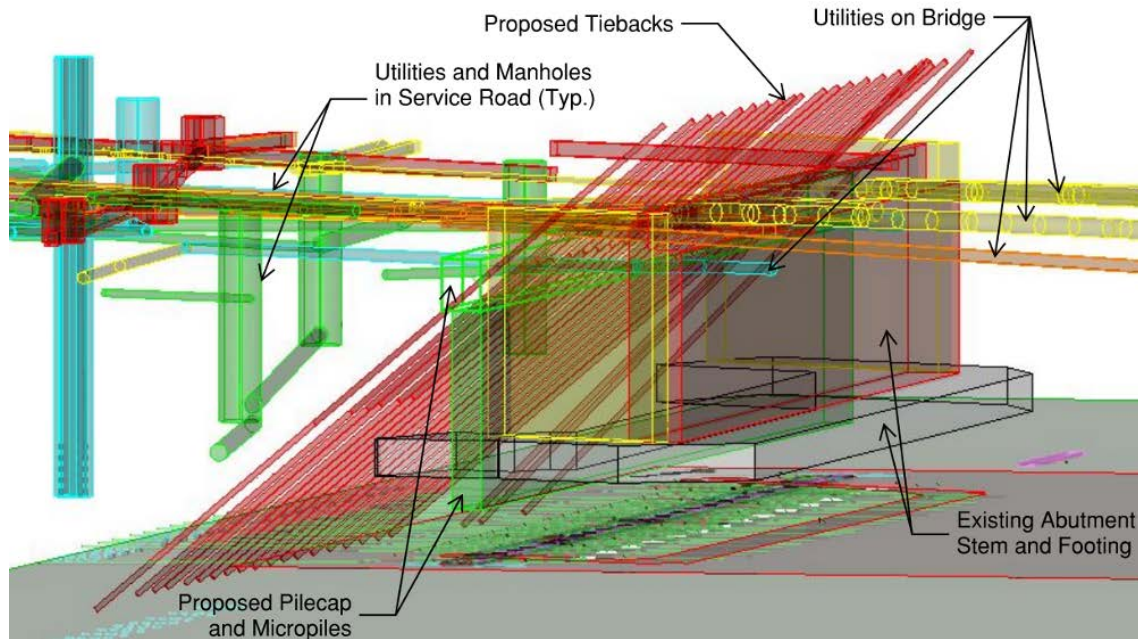 Proposed Tiebacks
Utilities on Bridge
Utilities and Manholes
in Service Road (Typ.)
Existing Abutment
Stem and Footing
Proposed Pilecap
and Micropiles